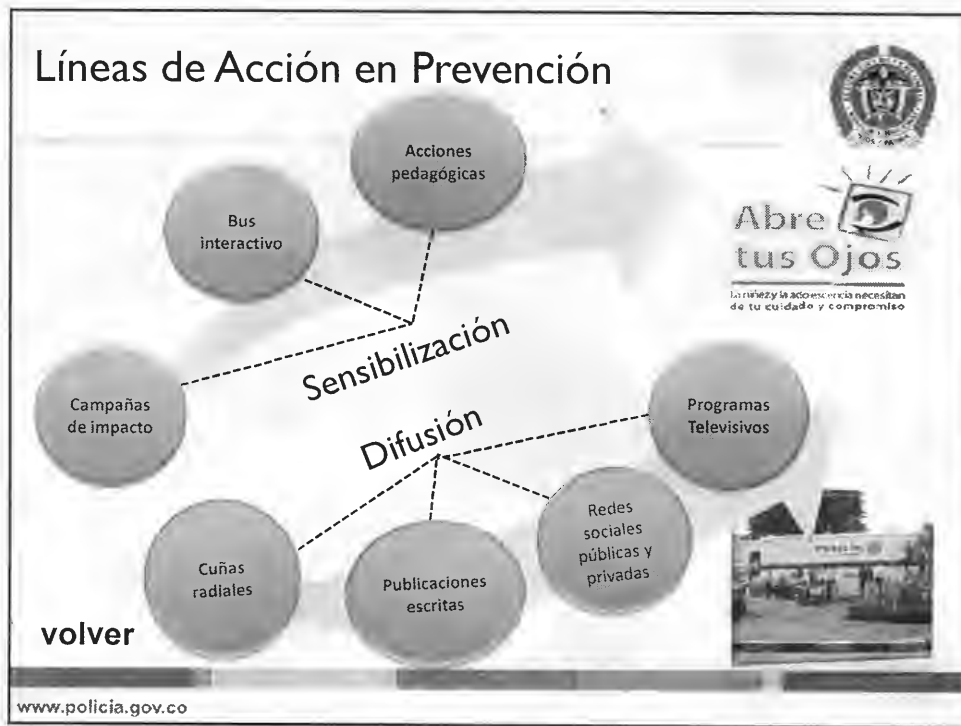 Líneas de Acción en Prevención
Acciones
pedagógicas
Bus
interactivo
Abre
tus Ojos
La niñez y la adolescencia necesitan
de tu cuidado y compromiso
Sensibilización
Campañas
de impacto
Difusión
Programas
Televisivos
Redes
sociales
públicas y
privadas
Cuñas
radiales
Publicaciones
escritas
volver
www.policia.gov.co